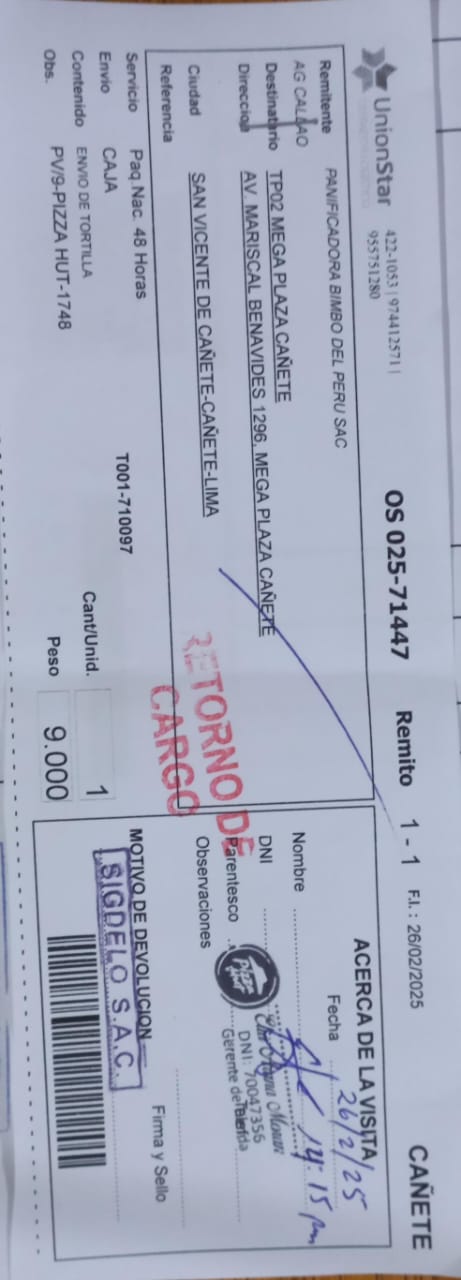 UnionStar
422-1053 | 974412571 |
955751280
OS 025-71447
Remito 1 - 1
F.I. : 26/02/2025
CAÑETE
Remitente PANIFICADORA BIMBO DEL PERU SAC
AG CALLAO
Destinatario TP02 MEGA PLAZA CAÑETE
Direccion AV. MARISCAL BENAVIDES 1296, MEGA PLAZA CAÑETE
Ciudad SAN VICENTE DE CAÑETE-CAÑETE-LIMA
Referencia
Servicio Paq.Nac. 48 Horas
T001-710097
Envio CAJA
Cant/Unid. 1
Contenido ENVIO DE TORTILLA
Peso 9.000
Obs. PV/9-PIZZA HUT-1748
RETORNO DE
CARGO
ACERCA DE LA VISITA
Fecha 26/2/25
14:15 pm
Nombre
DNI
Parentesco
Pizza Hut
DNI: 70047356
Gerente de Tienda
Observaciones
Firma y Sello
MOTIVO DE DEVOLUCION
SIGDELO S.A.C.